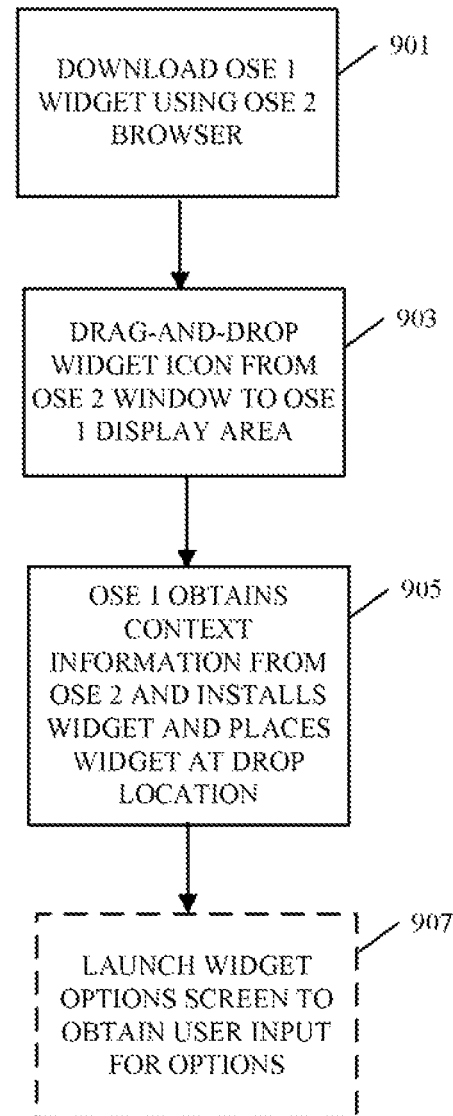 DOWNLOAD OSE 1
WIDGET USING OSE 2
BROWSER
901
DRAG-AND-DROP
WIDGET ICON FROM
OSE 2 WINDOW TO OSE
1 DISPLAY AREA
903
OSE 1 OBTAINS
CONTEXT
INFORMATION FROM
OSE 2 AND INSTALLS
WIDGET AND PLACES
WIDGET AT DROP
LOCATION
905
LAUNCH WIDGET
OPTIONS SCREEN TO
OBTAIN USER INPUT
FOR OPTIONS
907